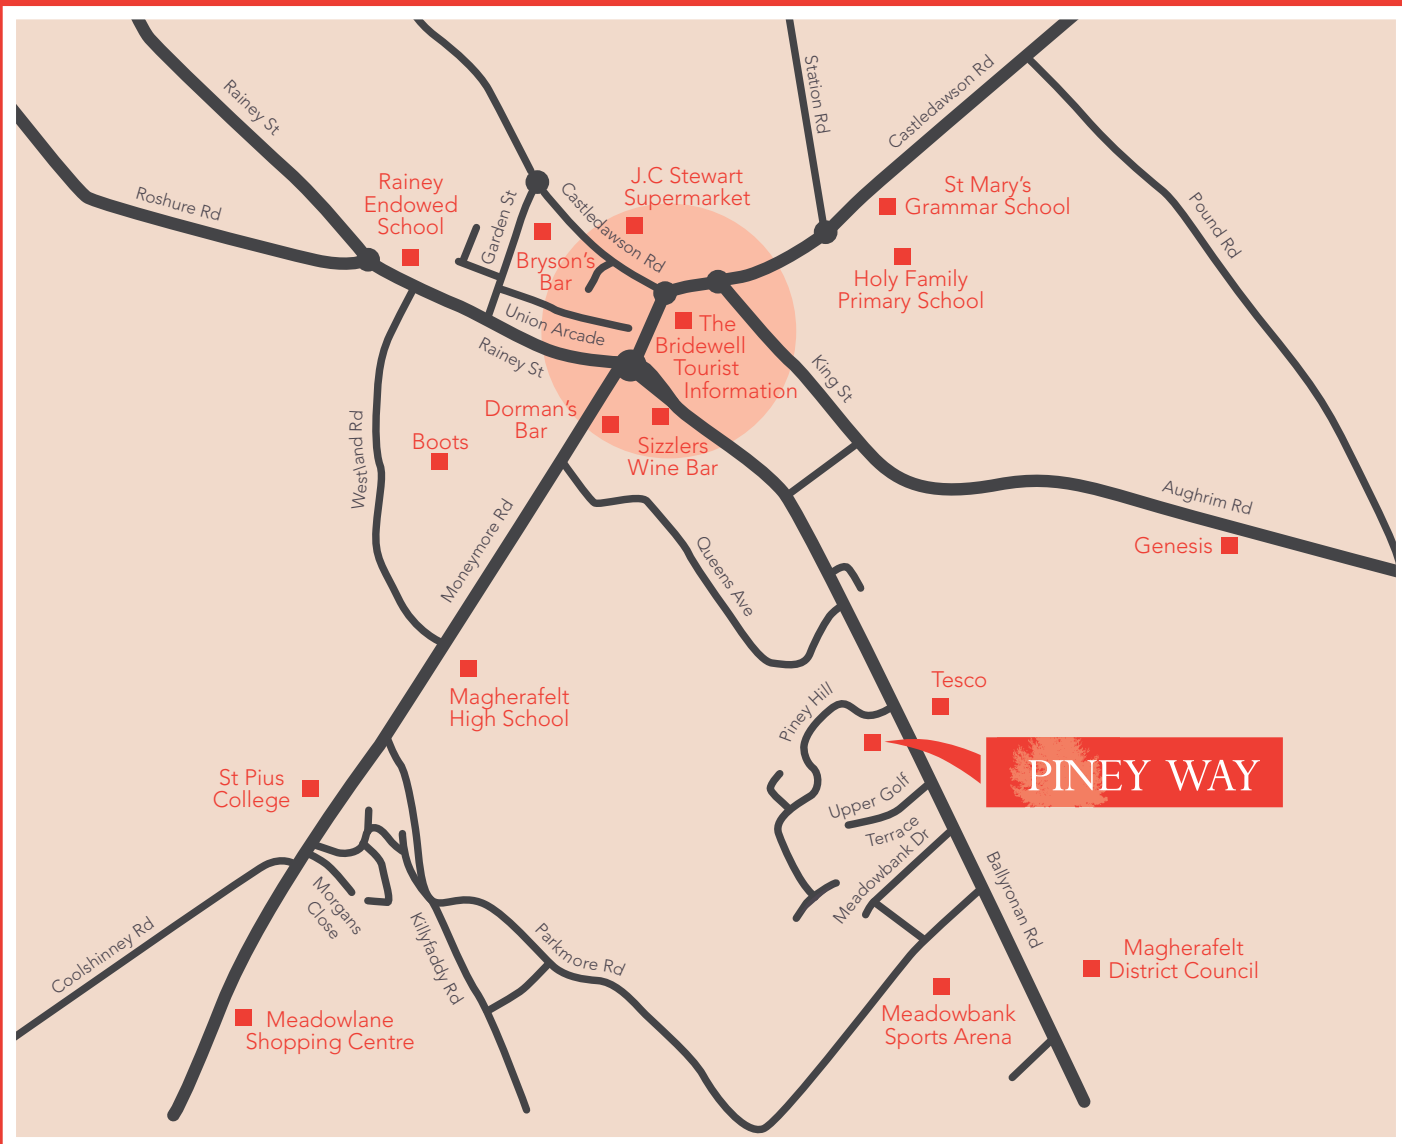 Rainey St
Roshure Rd
Rainey
Endowed
School
Garden St
Castledawson Rd
J.C Stewart
Supermarket
Station Rd
Castledawson Rd
St Mary's
Grammar School
Pound Rd
Bryson's
Bar
Holy Family
Primary School
Union Arcade
Rainey St
The
Bridewell
Tourist
Information
King St
Dorman's
Bar
Sizzlers
Wine Bar
Westland Rd
Boots
Moneymore Rd
Queens Ave
Aughrim Rd
Genesis
Magherafelt
High School
Piney Hill
Tesco
PINEY WAY
St Pius
College
Upper Golf
Terrace
Meadowbank Dr
Ballyronan Rd
Morgans
Close
Killyfaddy Rd
Parkmore Rd
Coolshinney Rd
Magherafelt
District Council
Meadowlane
Shopping Centre
Meadowbank
Sports Arena